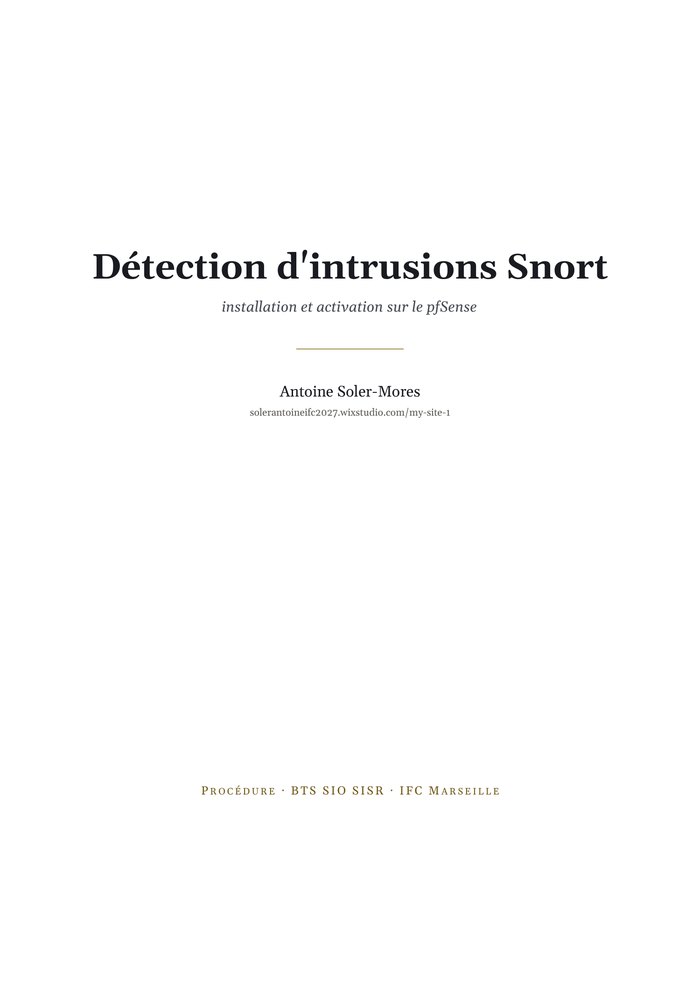 Détection d'intrusions Snort
installation et activation sur le pfSense
Antoine Soler-Mores
solerantoineifc2027.wixstudio.com/my-site-1
Procédure · BTS SIO SISR · IFC Marseille